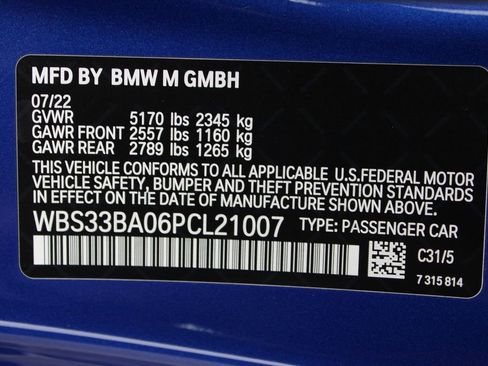 MFD BY BMW M GMBH
07/22
GVWR 5170 lbs 2345 kg
GAWR FRONT 2557 lbs 1160 kg
GAWR REAR 2789 lbs 1265 kg
THIS VEHICLE CONFORMS TO ALL APPLICABLE U.S.FEDERAL MOTOR
VEHICLE SAFETY, BUMPER AND THEFT PREVENTION STANDARDS IN
EFFECT ON THE DATE OF MANUFACTURE SHOWN ABOVE.
WBS33BA06PCL21007 TYPE: PASSENGER CAR
C31/5
7 315 814